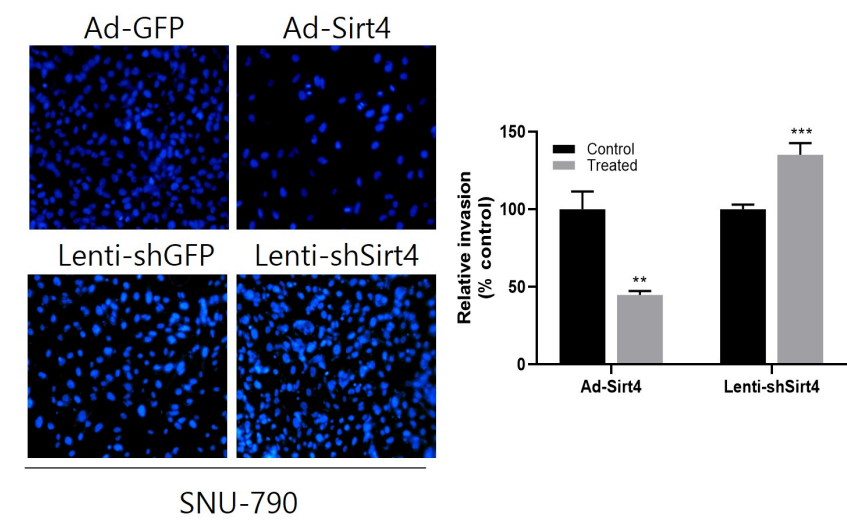 Ad-GFP
Ad-Sirt4
Lenti-shGFP
Lenti-shSirt4
SNU-790
Relative invasion
(% control)
150
100
50
0
Control
Treated
**
***
Ad-Sirt4
Lenti-shSirt4